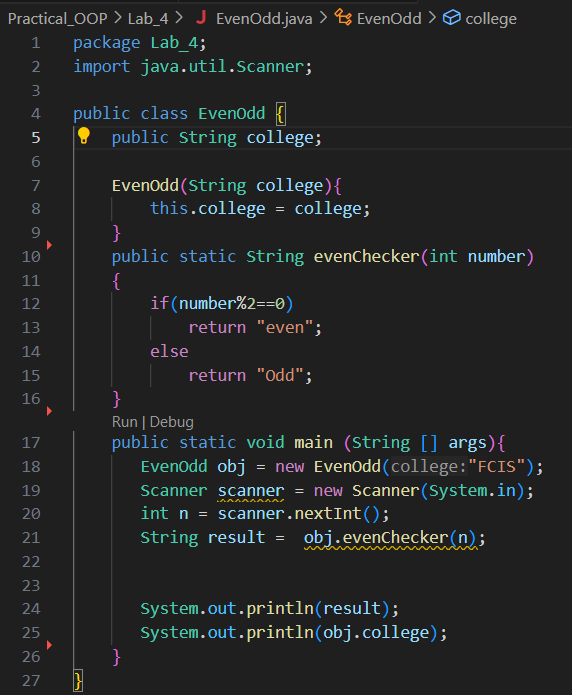 Practical_OOP > Lab_4 > J EvenOdd.java > EvenOdd > college
1 package Lab_4;
2 import java.util.Scanner;
3
4 public class EvenOdd {
5     public String college;
6
7     EvenOdd(String college){
8         this.college = college;
9     }
10     public static String evenChecker(int number)
11     {
12         if(number%2==0)
13             return "even";
14         else
15             return "Odd";
16     }
Run | Debug
17     public static void main (String [] args){
18        EvenOdd obj = new EvenOdd(college:"FCIS");
19        Scanner scanner = new Scanner(System.in);
20        int n = scanner.nextInt();
21        String result =  obj.evenChecker(n);
22
23
24        System.out.println(result);
25        System.out.println(obj.college);
26     }
27 }